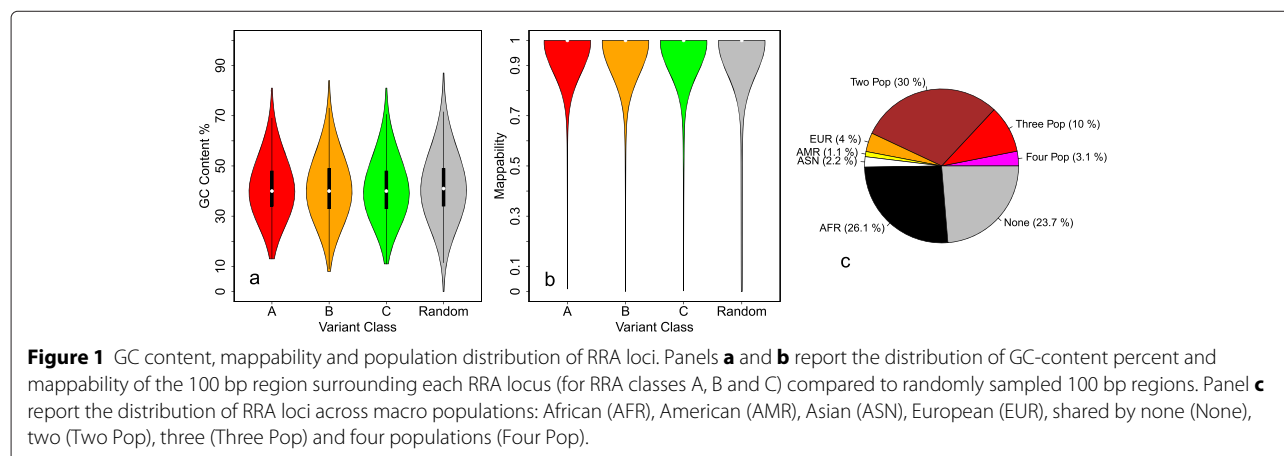 GC Content %
0
10
30
50
70
90
a
A
B
C
Random
Variant Class
Mappability
0
0.1
0.3
0.5
0.7
0.9
1
b
A
B
C
Random
Variant Class
Two Pop (30 %)
Three Pop (10 %)
Four Pop (3.1 %)
EUR (4 %)
AMR (1.1 %)
ASN (2.2 %)
AFR (26.1 %)
None (23.7 %)
c
Figure 1 GC content, mappability and population distribution of RRA loci. Panels a and b report the distribution of GC-content percent and
mappability of the 100 bp region surrounding each RRA locus (for RRA classes A, B and C) compared to randomly sampled 100 bp regions. Panel c
report the distribution of RRA loci across macro populations: African (AFR), American (AMR), Asian (ASN), European (EUR), shared by none (None),
two (Two Pop), three (Three Pop) and four populations (Four Pop).